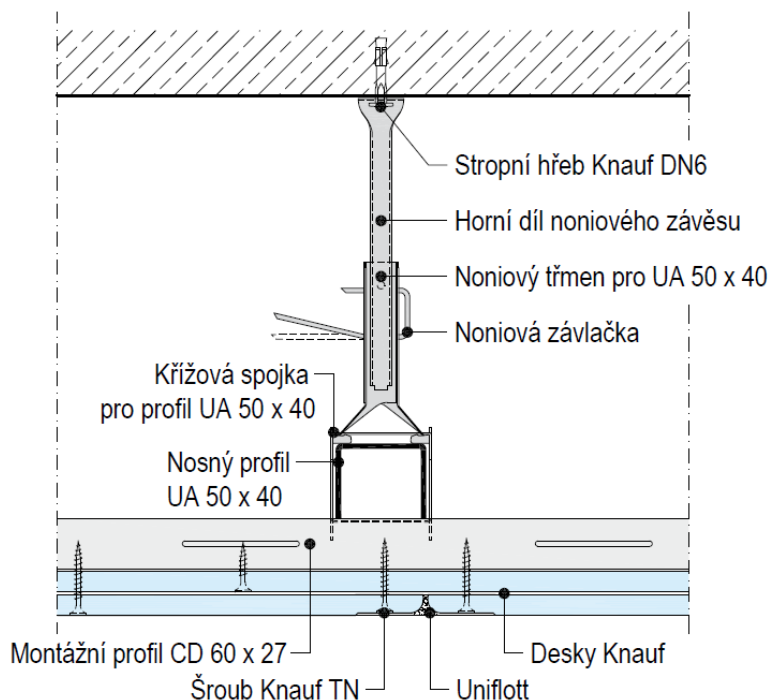 Stropní hřeb Knauf DN6
Horní díl noniového závěsu
Noniový třmen pro UA 50 x 40
Noniová závlačka
Křížová spojka
pro profil UA 50 x 40
Nosný profil
UA 50 x 40
Montážní profil CD 60 x 27
Desky Knauf
Šroub Knauf TN
Uniflott